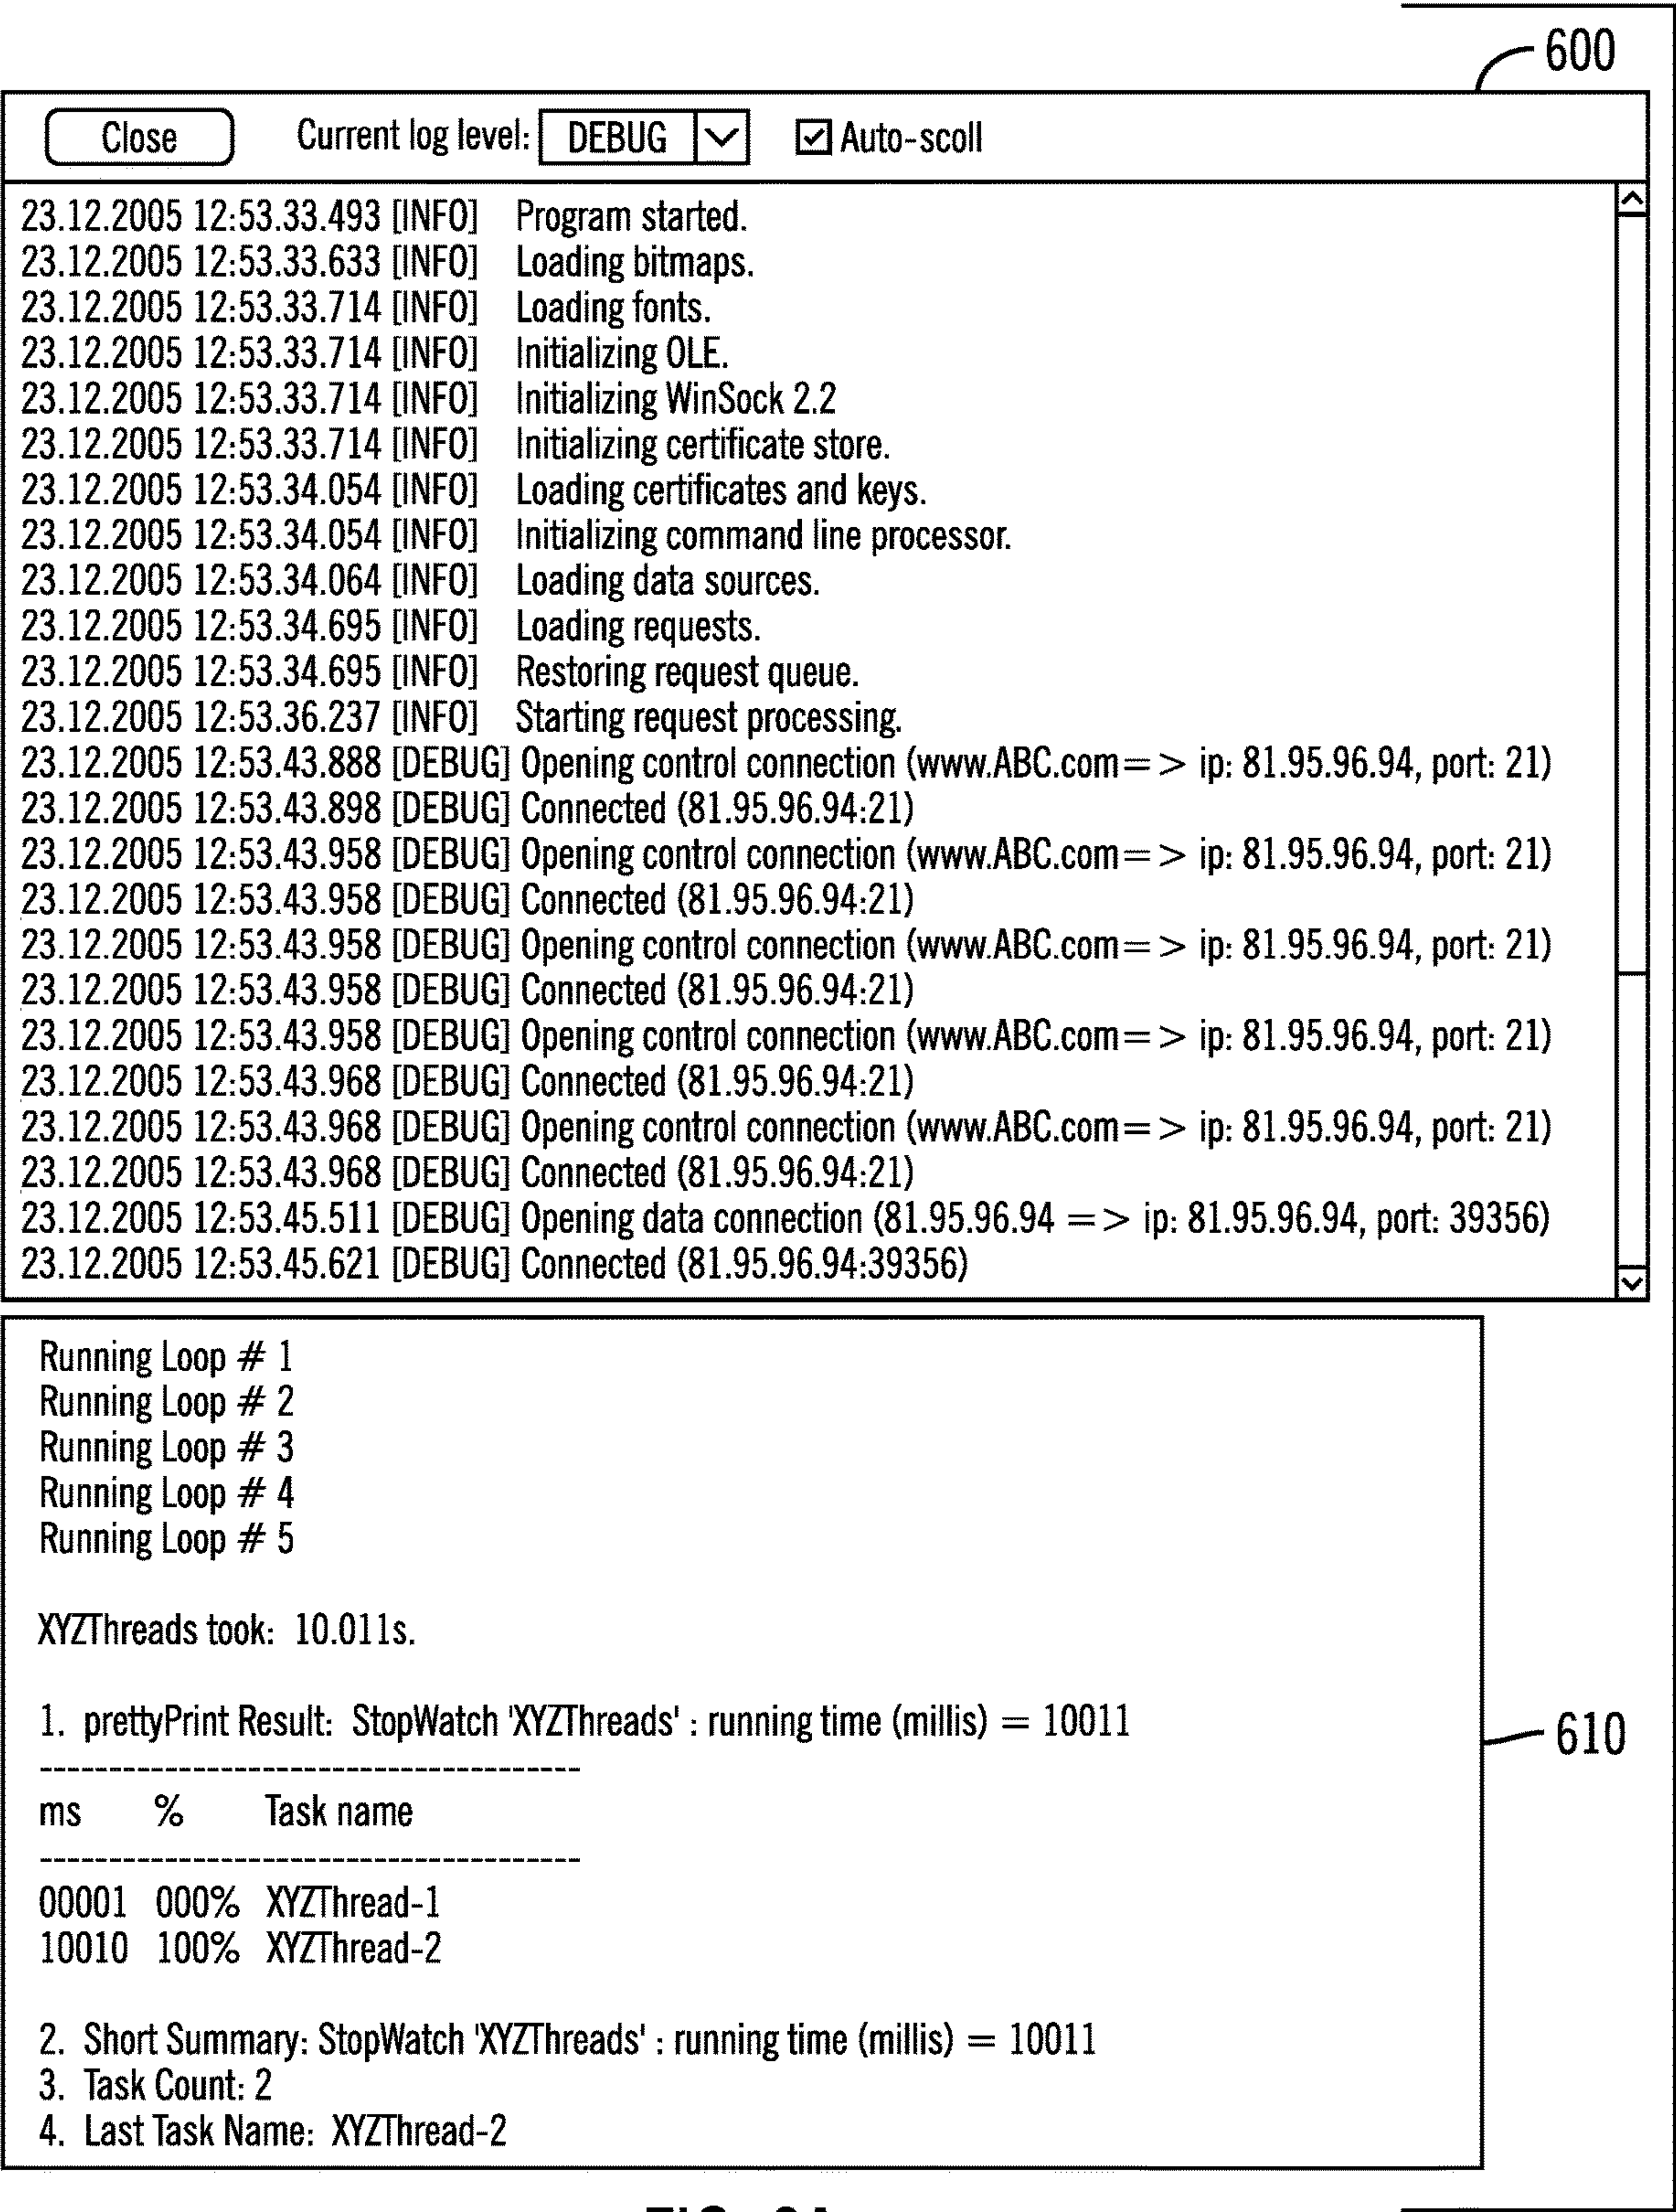 600
Close Current log level: DEBUG Auto-scoll
23.12.2005 12:53.33.493 [INFO] Program started.
23.12.2005 12:53.33.633 [INFO] Loading bitmaps.
23.12.2005 12:53.33.714 [INFO] Loading fonts.
23.12.2005 12:53.33.714 [INFO] Initializing OLE.
23.12.2005 12:53.33.714 [INFO] Initializing WinSock 2.2
23.12.2005 12:53.33.714 [INFO] Initializing certificate store.
23.12.2005 12:53.34.054 [INFO] Loading certificates and keys.
23.12.2005 12:53.34.054 [INFO] Initializing command line processor.
23.12.2005 12:53.34.064 [INFO] Loading data sources.
23.12.2005 12:53.34.695 [INFO] Loading requests.
23.12.2005 12:53.34.695 [INFO] Restoring request queue.
23.12.2005 12:53.36.237 [INFO] Starting request processing.
23.12.2005 12:53.43.888 [DEBUG] Opening control connection (www.ABC.com=> ip: 81.95.96.94, port: 21)
23.12.2005 12:53.43.898 [DEBUG] Connected (81.95.96.94:21)
23.12.2005 12:53.43.958 [DEBUG] Opening control connection (www.ABC.com=> ip: 81.95.96.94, port: 21)
23.12.2005 12:53.43.958 [DEBUG] Connected (81.95.96.94:21)
23.12.2005 12:53.43.958 [DEBUG] Opening control connection (www.ABC.com=> ip: 81.95.96.94, port: 21)
23.12.2005 12:53.43.958 [DEBUG] Connected (81.95.96.94:21)
23.12.2005 12:53.43.958 [DEBUG] Opening control connection (www.ABC.com=> ip: 81.95.96.94, port: 21)
23.12.2005 12:53.43.968 [DEBUG] Connected (81.95.96.94:21)
23.12.2005 12:53.43.968 [DEBUG] Opening control connection (www.ABC.com=> ip: 81.95.96.94, port: 21)
23.12.2005 12:53.43.968 [DEBUG] Connected (81.95.96.94:21)
23.12.2005 12:53.45.511 [DEBUG] Opening data connection (81.95.96.94 => ip: 81.95.96.94, port: 39356)
23.12.2005 12:53.45.621 [DEBUG] Connected (81.95.96.94:39356)
Running Loop # 1
Running Loop # 2
Running Loop # 3
Running Loop # 4
Running Loop # 5
XYZThreads took: 10.011s.
1. prettyPrint Result: StopWatch 'XYZThreads' : running time (millis) = 10011
610
---------------------------------------
ms % Task name
---------------------------------------
00001 000% XYZThread-1
10010 100% XYZThread-2
2. Short Summary: StopWatch 'XYZThreads' : running time (millis) = 10011
3. Task Count: 2
4. Last Task Name: XYZThread-2